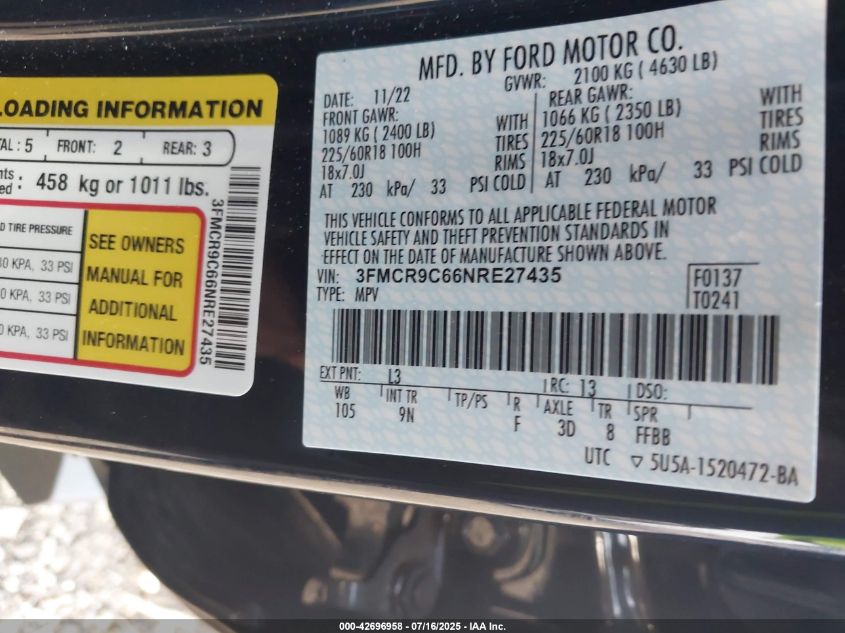 LOADING INFORMATION
TAL : 5 FRONT: 2 REAR: 3
nts
ed : 458 kg or 1011 lbs.
D TIRE PRESSURE
KPA, 33 PSI
0 KPA, 33 PSI
0 KPA, 33 PSI
SEE OWNERS
MANUAL FOR
ADDITIONAL
INFORMATION
3FMCR9C66NRE27435
MFD. BY FORD MOTOR CO.
DATE: 11/22 GVWR: 2100 KG ( 4630 LB)
FRONT GAWR: REAR GAWR:
1089 KG ( 2400 LB) WITH 1066 KG ( 2350 LB) WITH
225/60R18 100H TIRES 225/60R18 100H TIRES
18x7.0J RIMS 18x7.0J RIMS
AT 230 kPa/ 33 PSI COLD AT 230 kPa/ 33 PSI COLD
THIS VEHICLE CONFORMS TO ALL APPLICABLE FEDERAL MOTOR
VEHICLE SAFETY AND THEFT PREVENTION STANDARDS IN
EFFECT ON THE DATE OF MANUFACTURE SHOWN ABOVE.
VIN: 3FMCR9C66NRE27435 F0137
TYPE: MPV T0241
EXT PNT: L3 RC: 13 DSO:
WB INT TR TP/PS R AXLE TR SPR
105 9N F 3D 8 FFBB
UTC ▽ 5U5A-1520472-BA
000-42696958 - 07/16/2025 - IAA Inc.